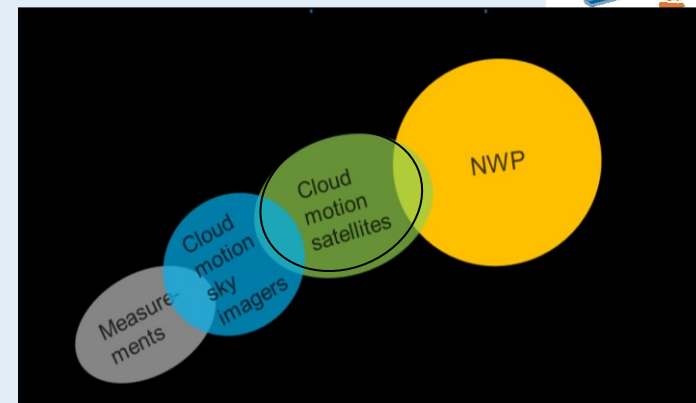 NWP
Cloud
motion
satellites
Cloud
motion
sky
imagers
Measure-
ments